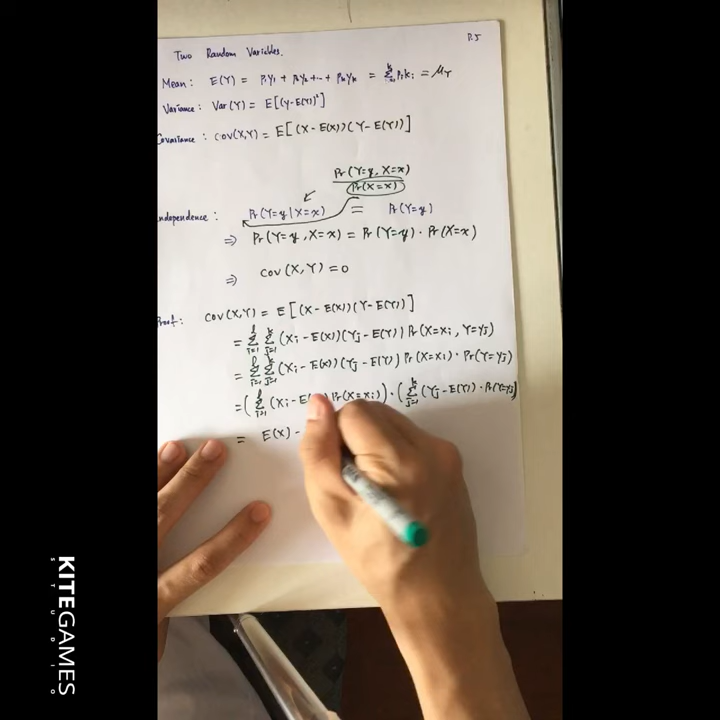 P.5
Two Random Variables.
Mean: E(Y) = P₁Y₁ + P₂Y₂ +...+ PₖYₖ = Σᵢ₌₁ᵏ Pᵢkᵢ = μ_Y
Variance: Var(Y) = E[(y-E(Y))²]
Covariance: cov(X,Y) = E[(X-E(X))(Y-E(Y))]
Pr(Y=y, X=x)
Pr(X=x)
Independence: Pr(Y=y|X=x) = Pr(Y=y)
⇒ Pr(Y=y, X=x) = Pr(Y=y)·Pr(X=x)
⇒ cov(X,Y)=0
Proof: cov(X,Y) = E[(X-E(X))(Y-E(Y))]
= Σᵢ₌₁ˡ Σⱼ₌₁ᵏ (Xᵢ-E(X))(Yⱼ-E(Y)) Pr(X=xᵢ, Y=yⱼ)
= Σᵢ₌₁ˡ Σⱼ₌₁ᵏ (Xᵢ-E(X))(Yⱼ-E(Y)) Pr(X=xᵢ)·Pr(Y=yⱼ)
= (Σᵢ₌₁ˡ (Xᵢ-E( ) Pr(X=xᵢ))·(Σⱼ₌₁ᵏ (Yⱼ-E(Y))·Pr(Y=yⱼ)
= E(X) -
KITEGAMES
STUDIO